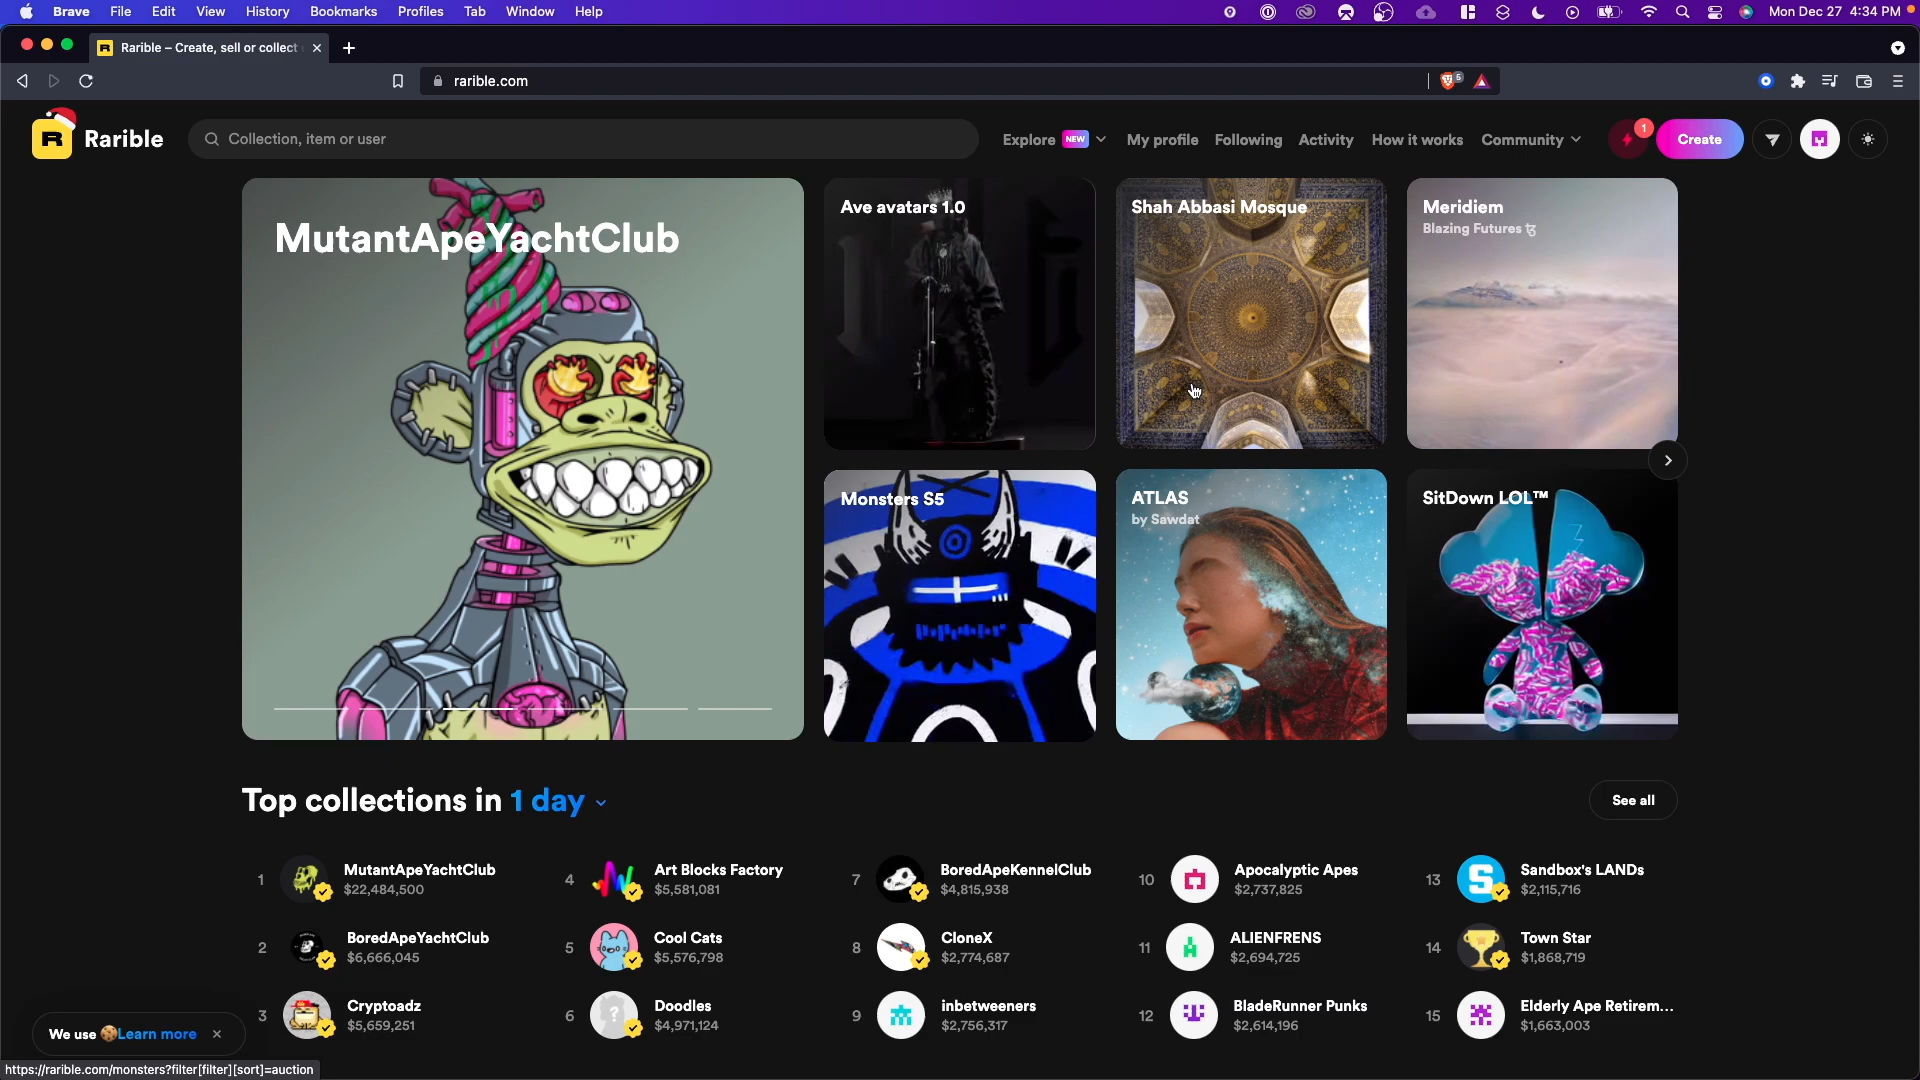 Brave File Edit View History Bookmarks Profiles Tab Window Help
Mon Dec 27 4:34 PM
Rarible – Create, sell or collect
rarible.com
5
R Rarible
Collection, item or user
Explore NEW My profile Following Activity How it works Community
1
Create
MutantApeYachtClub
Ave avatars 1.0
Shah Abbasi Mosque
Meridiem
Blazing Futures ꜩ
Monsters S5
ATLAS
by Sawdat
SitDown LOL™
Top collections in 1 day
See all
1 MutantApeYachtClub
$22,484,500
2 BoredApeYachtClub
$6,666,045
3 Cryptoadz
$5,659,251
4 Art Blocks Factory
$5,581,081
5 Cool Cats
$5,576,798
6 Doodles
$4,971,124
7 BoredApeKennelClub
$4,815,938
8 CloneX
$2,774,687
9 inbetweeners
$2,756,317
10 Apocalyptic Apes
$2,737,825
11 ALIENFRENS
$2,694,725
12 BladeRunner Punks
$2,614,196
13 Sandbox's LANDs
$2,115,716
14 Town Star
$1,868,719
15 Elderly Ape Retirem...
$1,663,003
We use 🍪Learn more
https://rarible.com/monsters?filter[filter][sort]=auction